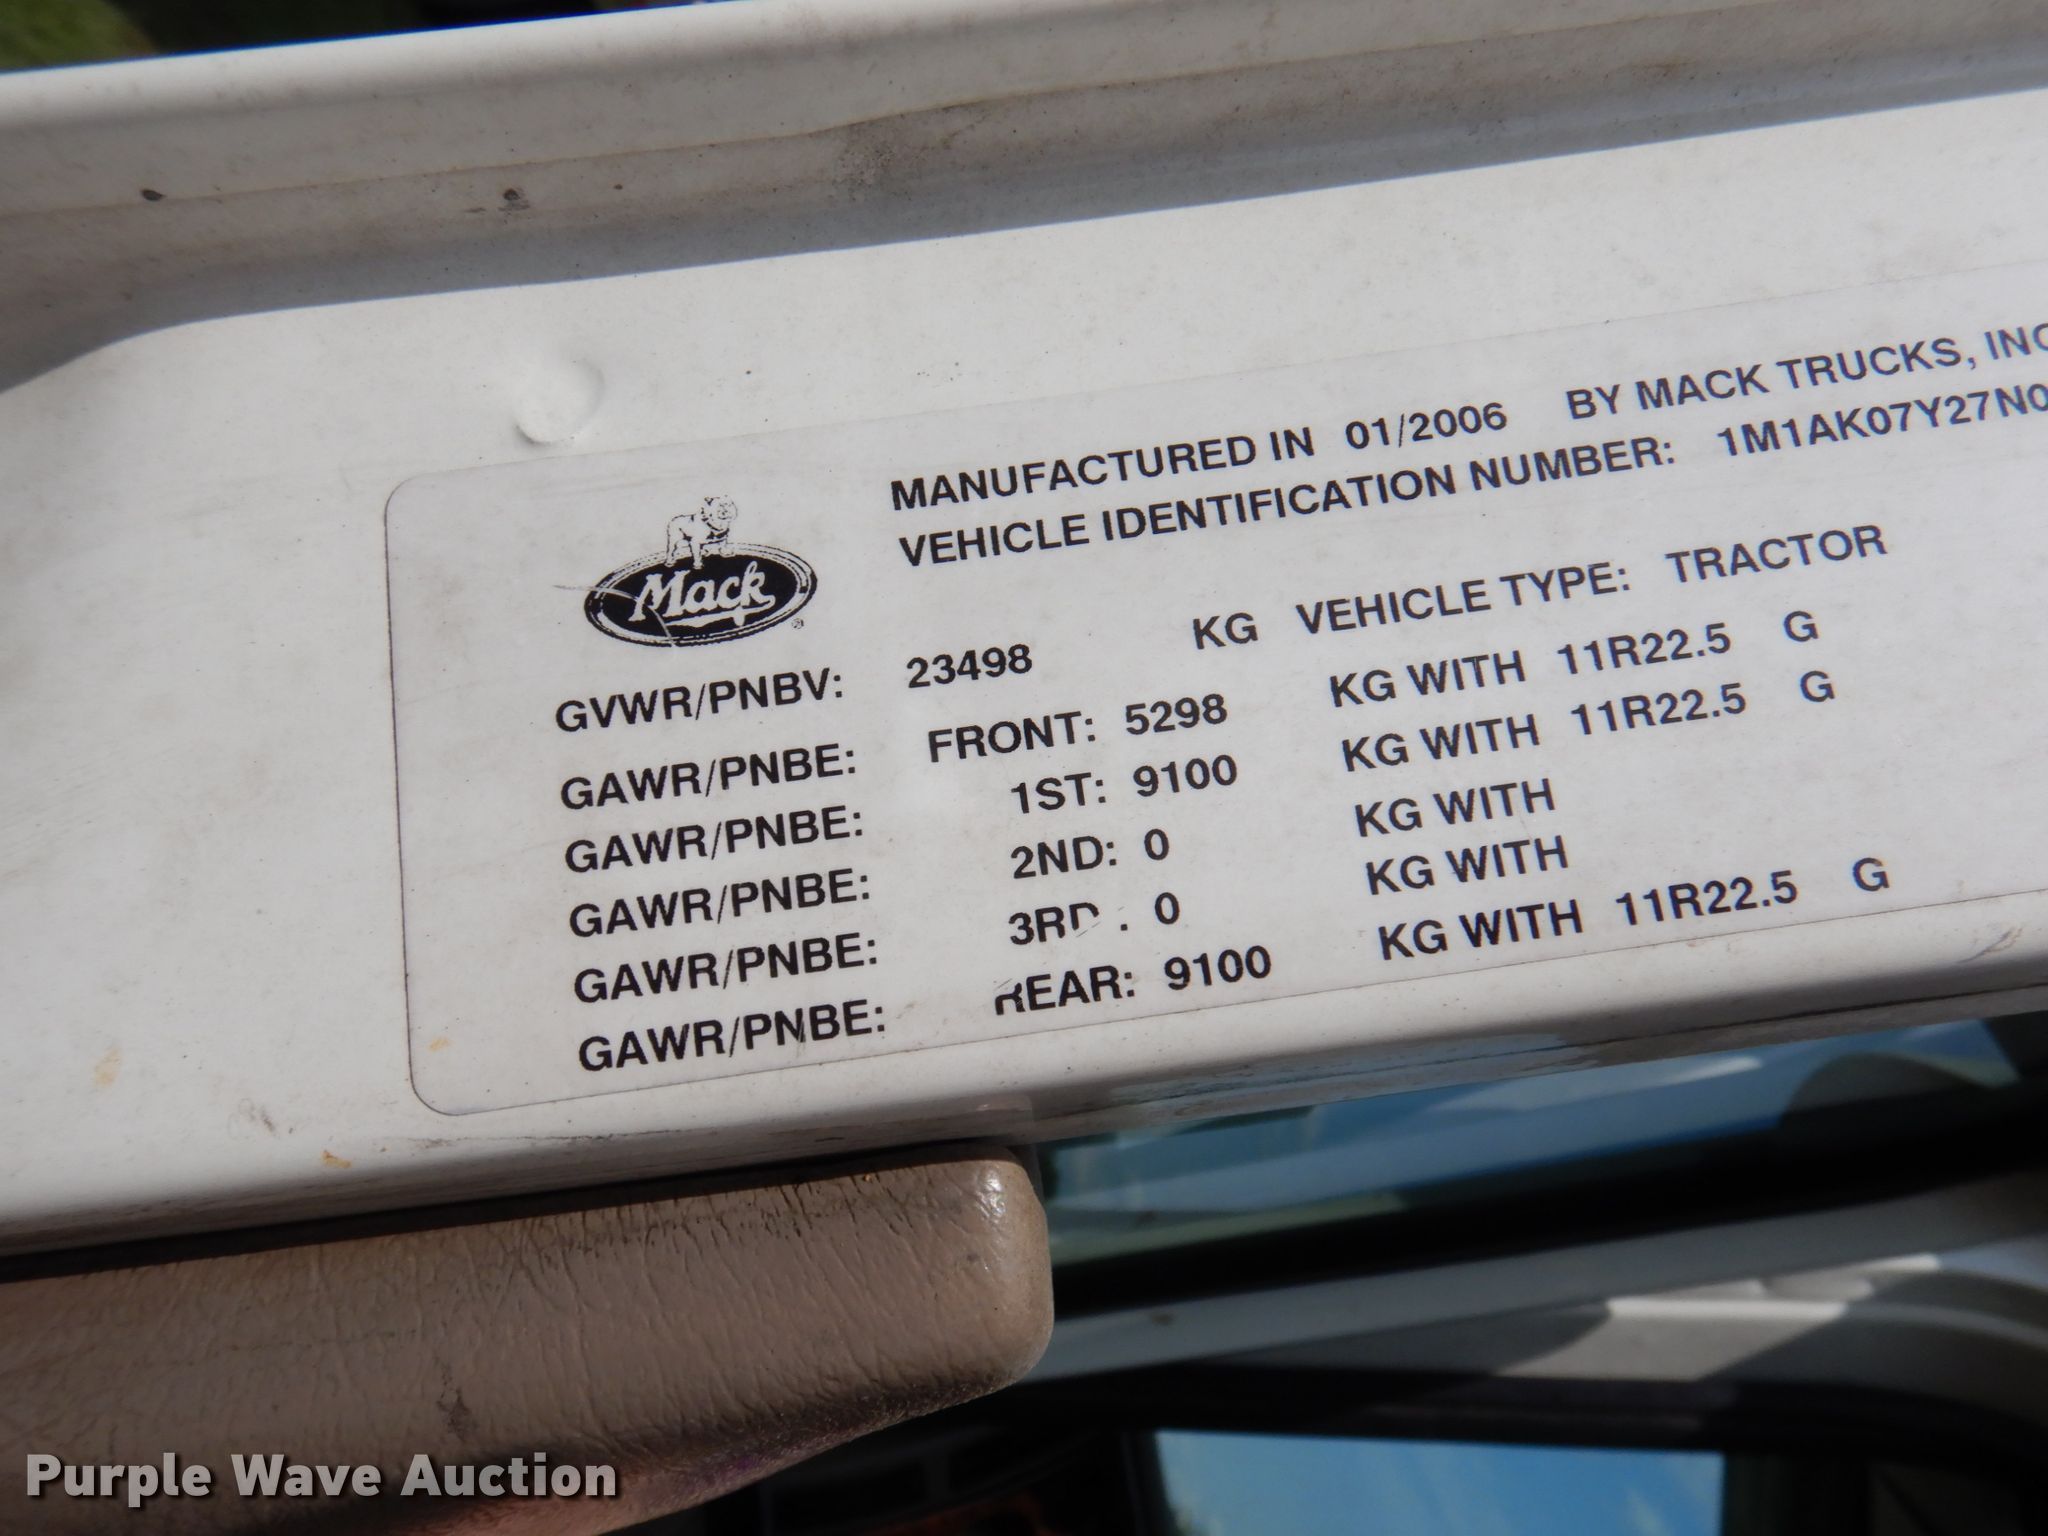 MANUFACTURED IN 01/2006 BY MACK TRUCKS, INC
VEHICLE IDENTIFICATION NUMBER: 1M1AK07Y27N0
Mack ®
GVWR/PNBV: 23498 KG VEHICLE TYPE: TRACTOR
GAWR/PNBE: FRONT: 5298 KG WITH 11R22.5 G
GAWR/PNBE: 1ST: 9100 KG WITH 11R22.5 G
GAWR/PNBE: 2ND: 0 KG WITH
GAWR/PNBE: 3RD: 0 KG WITH
GAWR/PNBE: REAR: 9100 KG WITH 11R22.5 G
Purple Wave Auction